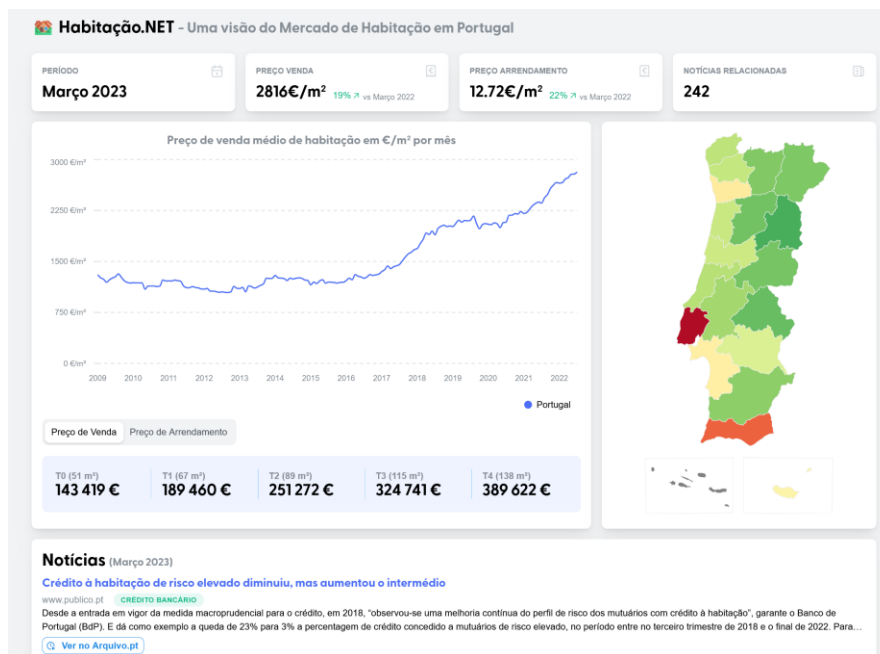 Habitação.NET - Uma visão do Mercado de Habitação em Portugal
PERÍODO
Março 2023
PREÇO VENDA
2816€/m² 19% ↗ vs Março 2022
PREÇO ARRENDAMENTO
12.72€/m² 22% ↗ vs Março 2022
NOTÍCIAS RELACIONADAS
242
Preço de venda médio de habitação em €/m² por mês
3000 €/m²
2250 €/m²
1500 €/m²
750 €/m²
0 €/m²
2009 2010 2011 2012 2013 2014 2015 2016 2017 2018 2019 2020 2021 2022
Portugal
Preço de Venda Preço de Arrendamento
T0 (51 m²) T1 (67 m²) T2 (89 m²) T3 (115 m²) T4 (138 m²)
143 419 € 189 460 € 251 272 € 324 741 € 389 622 €
Notícias (Março 2023)
Crédito à habitação de risco elevado diminuiu, mas aumentou o intermédio
www.publico.pt CRÉDITO BANCÁRIO
Desde a entrada em vigor da medida macroprudencial para o crédito, em 2018, “observou-se uma melhoria contínua do perfil de risco dos mutuários com crédito à habitação”, garante o Banco de
Portugal (BdP). E dá como exemplo a queda de 23% para 3% a percentagem de crédito concedido a mutuários de risco elevado, no período entre no terceiro trimestre de 2018 e o final de 2022. Para...
Ver no Arquivo.pt